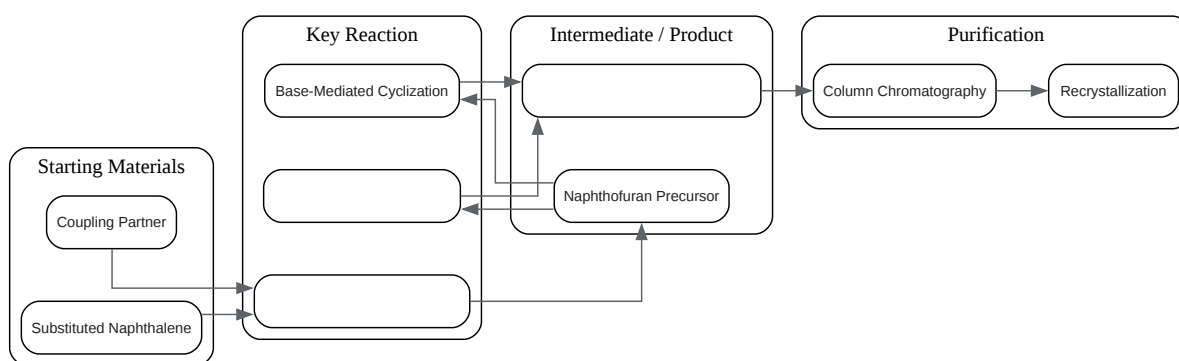 Key Reaction
Intermediate / Product
Purification
Base-Mediated Cyclization
Column Chromatography
Recrystallization
Starting Materials
Coupling Partner
Naphthofuran Precursor
Substituted Naphthalene